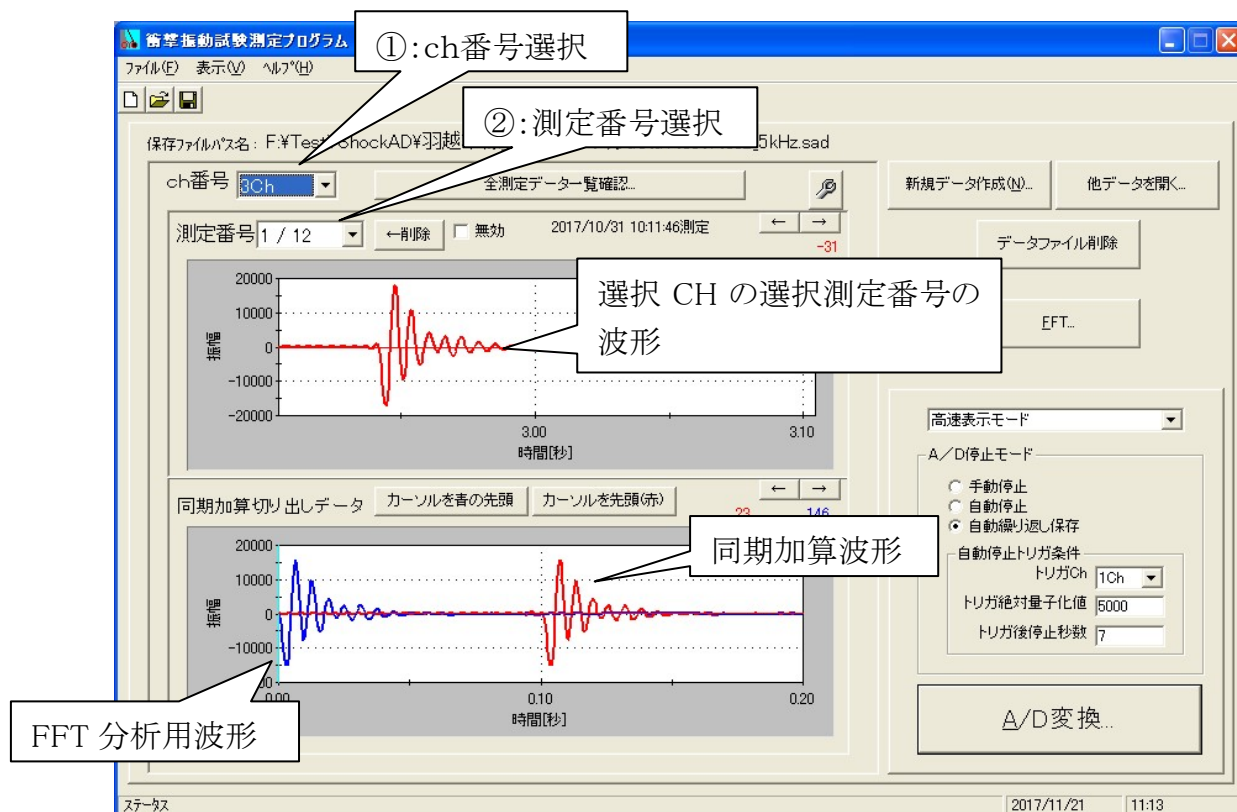 衝撃振動試験測定プログラム
①:ch番号選択
ファイル(F) 表示(V) ヘルプ(H)
②:測定番号選択
保存ファイルパス名: F:¥Test ShockAD¥羽越 5kHz.sad
ch番号 3Ch 全測定データ一覧確認...
新規データ作成(N)... 他データを開く...
測定番号 1 / 12 ←削除 無効 2017/10/31 10:11:46測定 ← →
-31
データファイル削除
選択 CH の選択測定番号の
波形
FFT...
20000
10000
0
-10000
-20000
振幅
3.00 3.10
時間[秒]
高速表示モード
A/D停止モード
手動停止
自動停止
自動繰り返し保存
自動停止トリガ条件
トリガCh 1Ch
トリガ絶対量子化値 5000
トリガ後停止秒数 7
同期加算切り出しデータ カーソルを青の先頭 カーソルを先頭(赤) ← →
23 146
同期加算波形
20000
10000
0
-10000
振幅
0.00 0.10 0.20
時間[秒]
FFT 分析用波形
A/D変換...
ステータス 2017/11/21 11:13